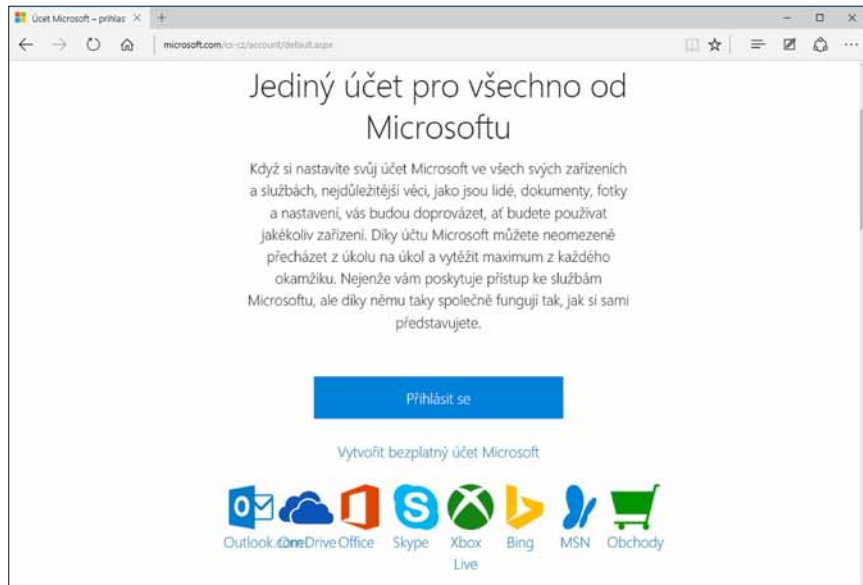 Účet Microsoft – prihlas
microsoft.com/cs-cz/account/default.aspx
Jediný účet pro všechno od
Microsoftu
Když si nastavíte svůj účet Microsoft ve všech svých zařízeních
a službách, nejdůležitější věci, jako jsou lidé, dokumenty, fotky
a nastavení, vás budou doprovázet, ať budete používat
jakékoliv zařízení. Díky účtu Microsoft můžete neomezeně
přecházet z úkolu na úkol a vytěžit maximum z každého
okamžiku. Nejenže vám poskytuje přístup ke službám
Microsoftu, ale díky němu taky společně fungují tak, jak si sami
představujete.
Přihlásit se
Vytvořit bezplatný účet Microsoft
Outlook.com OneDrive Office Skype Xbox Bing MSN Obchody
Live